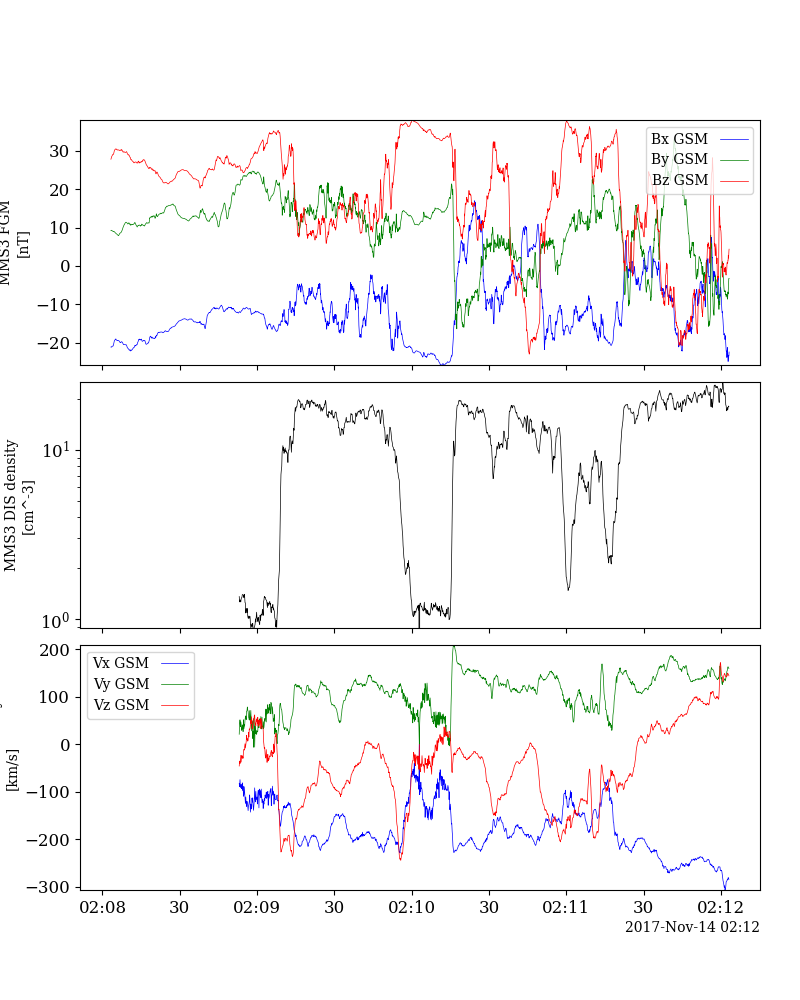 MMS3 FGM
[nT]
30
20
10
0
−10
−20
Bx GSM
By GSM
Bz GSM
MMS3 DIS density
[cm^-3]
10^1
10^0
[km/s]
200
100
0
−100
−200
−300
Vx GSM
Vy GSM
Vz GSM
02:08 30 02:09 30 02:10 30 02:11 30 02:12
2017-Nov-14 02:12